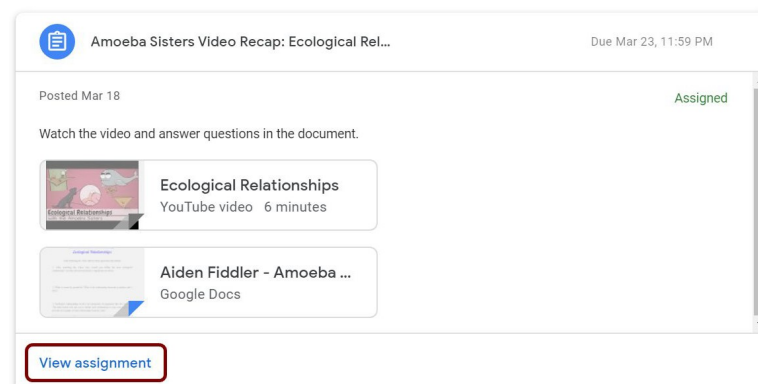 Amoeba Sisters Video Recap: Ecological Rel...
Due Mar 23, 11:59 PM
Posted Mar 18
Assigned
Watch the video and answer questions in the document.
Ecological Relationships
Ecological Relationships
YouTube video 6 minutes
Aiden Fiddler - Amoeba ...
Google Docs
View assignment